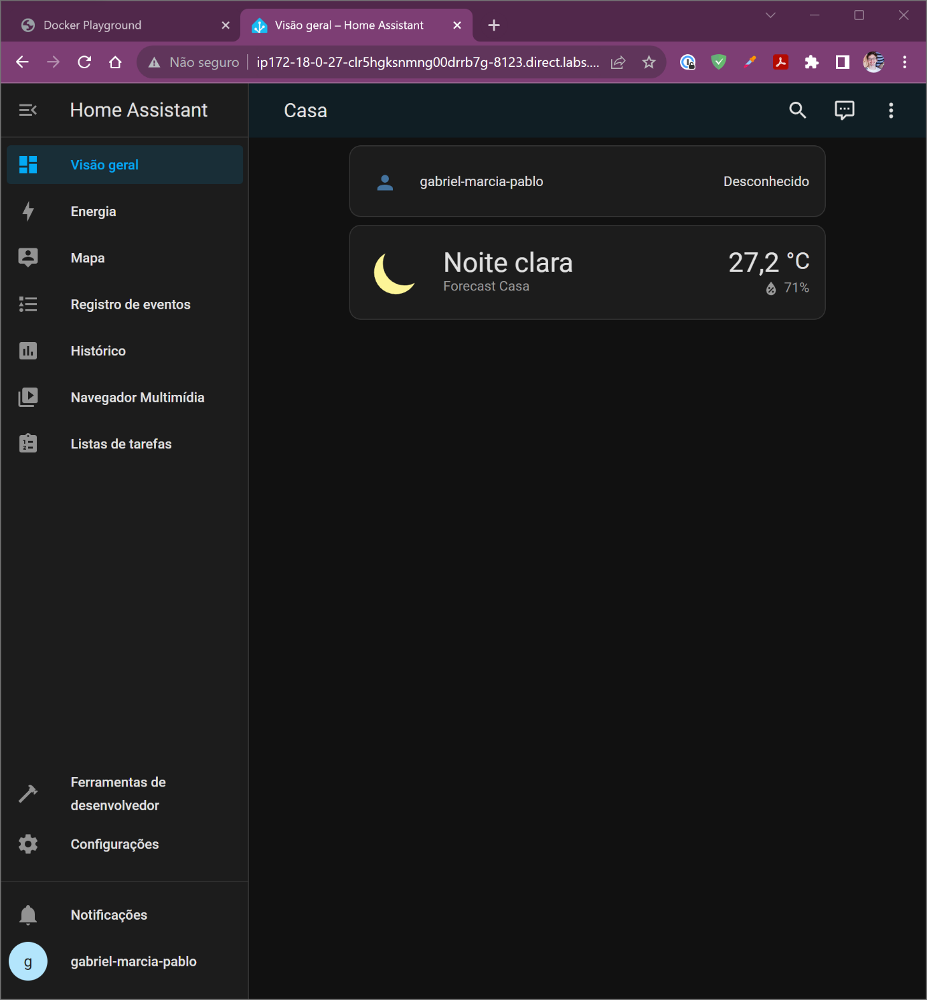 Docker Playground
Visão geral – Home Assistant
Não seguro
ip172-18-0-27-clr5hgksnmng00drrb7g-8123.direct.labs....
Home Assistant
Casa
Visão geral
Energia
Mapa
Registro de eventos
Histórico
Navegador Multimídia
Listas de tarefas
gabriel-marcia-pablo
Desconhecido
Noite clara
Forecast Casa
27,2 °C
71%
Ferramentas de
desenvolvedor
Configurações
Notificações
g
gabriel-marcia-pablo